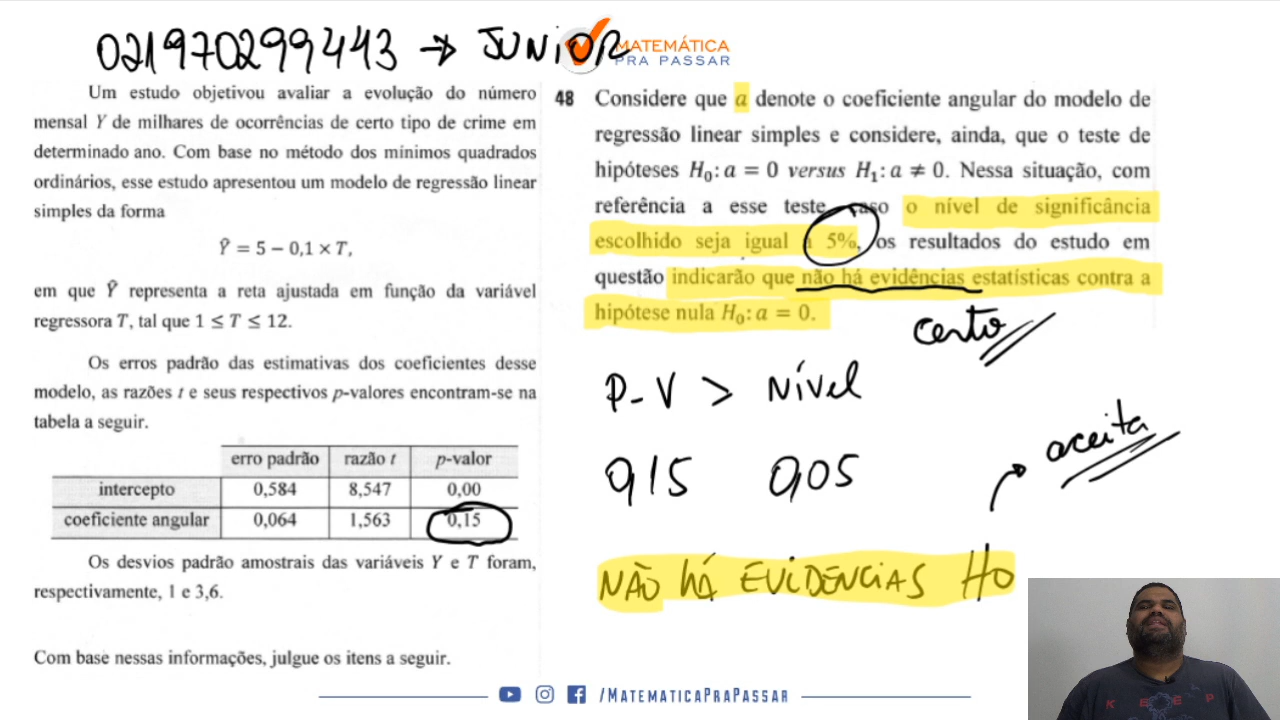 021970299443 → JUNIOR
MATEMÁTICA
PRA PASSAR
Um estudo objetivou avaliar a evolução do número
mensal Y de milhares de ocorrências de certo tipo de crime em
determinado ano. Com base no método dos mínimos quadrados
ordinários, esse estudo apresentou um modelo de regressão linear
simples da forma
Ŷ = 5 − 0,1 × T,
em que Ŷ representa a reta ajustada em função da variável
regressora T, tal que 1 ≤ T ≤ 12.
Os erros padrão das estimativas dos coeficientes desse
modelo, as razões t e seus respectivos p-valores encontram-se na
tabela a seguir.
erro padrão razão t p-valor
intercepto 0,584 8,547 0,00
coeficiente angular 0,064 1,563 0,15
Os desvios padrão amostrais das variáveis Y e T foram,
respectivamente, 1 e 3,6.
Com base nessas informações, julgue os itens a seguir.
48 Considere que a denote o coeficiente angular do modelo de
regressão linear simples e considere, ainda, que o teste de
hipóteses H₀: a = 0 versus H₁: a ≠ 0. Nessa situação, com
referência a esse teste, caso o nível de significância
escolhido seja igual a 5%, os resultados do estudo em
questão indicarão que não há evidências estatísticas contra a
hipótese nula H₀: a = 0.
certo
P-V > Nível
0,15 0,05
aceita
NÃO há EVIDÊNCIAS H0
/MATEMATICAPRAPASSAR
KEEP